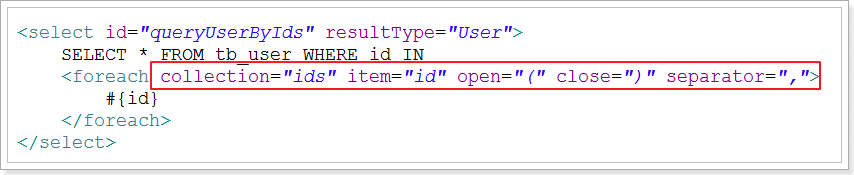 <select id="queryUserByIds" resultType="User">
SELECT * FROM tb_user WHERE id IN
<foreach collection="ids" item="id" open="(" close=")" separator=",">
#{id}
</foreach>
</select>